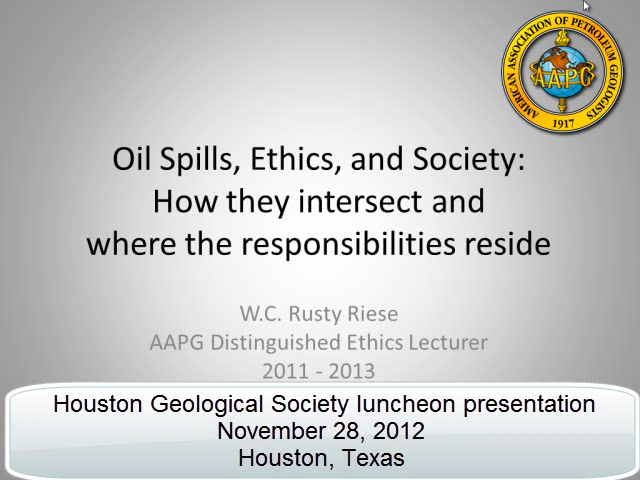 AMERICAN ASSOCIATION OF PETROLEUM GEOLOGISTS
AAPG
1917
Oil Spills, Ethics, and Society:
How they intersect and
where the responsibilities reside
W.C. Rusty Riese
AAPG Distinguished Ethics Lecturer
2011 - 2013
Houston Geological Society luncheon presentation
November 28, 2012
Houston, Texas